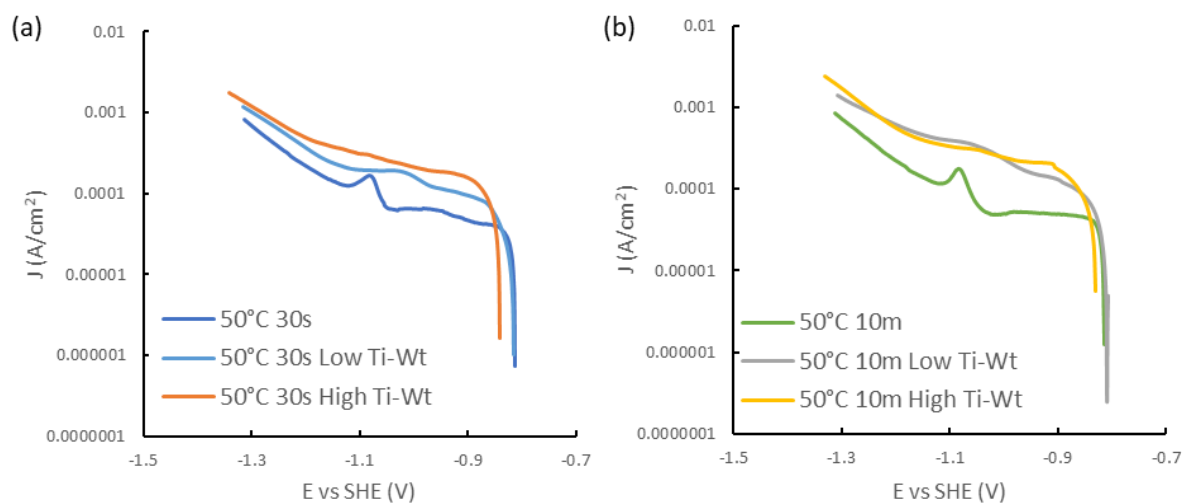 (a)
0.01
0.001
0.0001
0.00001
0.000001
0.0000001
J (A/cm²)
50°C 30s
50°C 30s Low Ti-Wt
50°C 30s High Ti-Wt
-1.5 -1.3 -1.1 -0.9 -0.7
E vs SHE (V)
(b)
0.01
0.001
0.0001
0.00001
0.000001
0.0000001
J (A/cm²)
50°C 10m
50°C 10m Low Ti-Wt
50°C 10m High Ti-Wt
-1.5 -1.3 -1.1 -0.9 -0.7
E vs SHE (V)